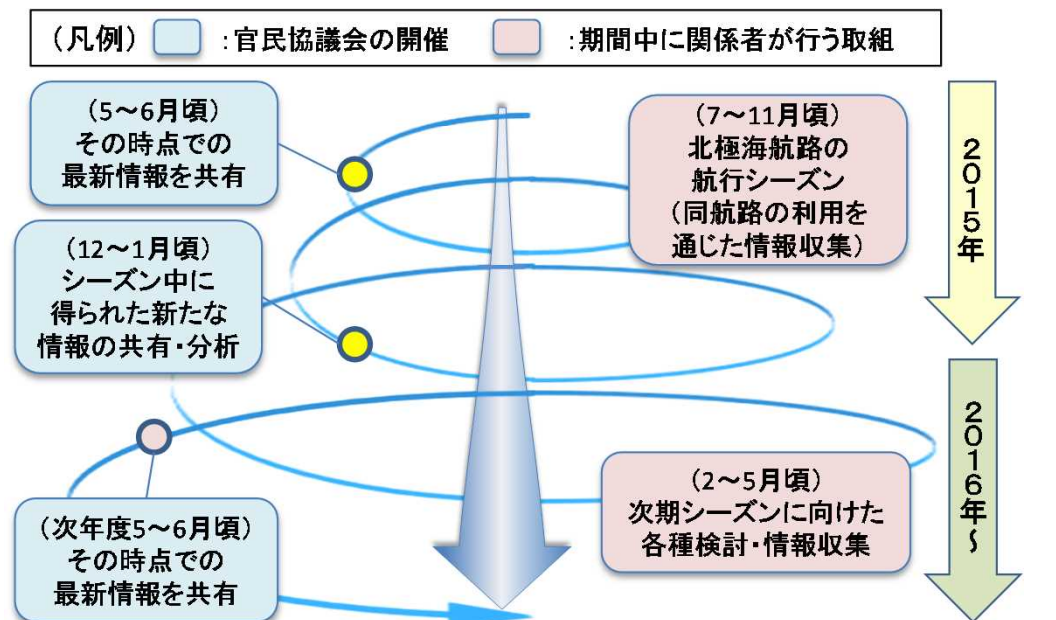 (凡例) :官民協議会の開催 :期間中に関係者が行う取組
(5～6月頃)
その時点での
最新情報を共有
(7～11月頃)
北極海航路の
航行シーズン
(同航路の利用を
通じた情報収集)
2015年
(12～1月頃)
シーズン中に
得られた新たな
情報の共有・分析
(2～5月頃)
次期シーズンに向けた
各種検討・情報収集
2016年～
(次年度5～6月頃)
その時点での
最新情報を共有